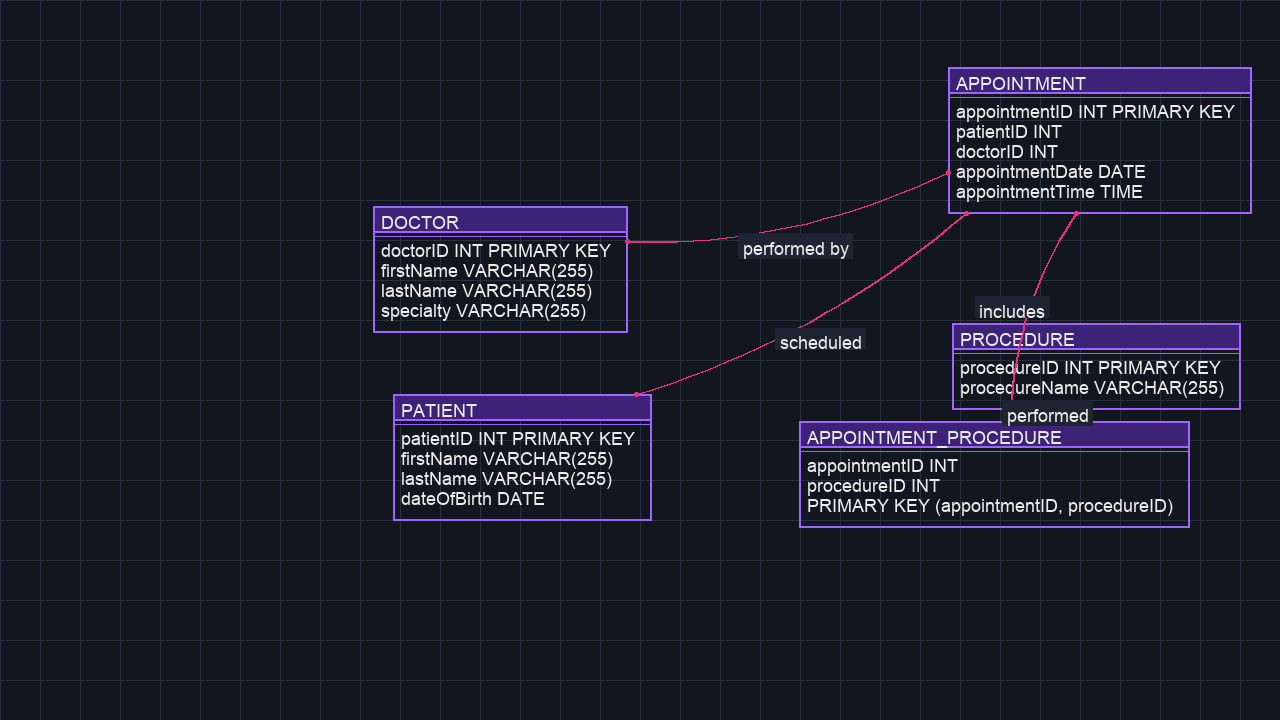 APPOINTMENT
appointmentID INT PRIMARY KEY
patientID INT
doctorID INT
appointmentDate DATE
appointmentTime TIME
DOCTOR
doctorID INT PRIMARY KEY
firstName VARCHAR(255)
lastName VARCHAR(255)
specialty VARCHAR(255)
performed by
includes
scheduled
PROCEDURE
procedureID INT PRIMARY KEY
procedureName VARCHAR(255)
performed
PATIENT
patientID INT PRIMARY KEY
firstName VARCHAR(255)
lastName VARCHAR(255)
dateOfBirth DATE
APPOINTMENT_PROCEDURE
appointmentID INT
procedureID INT
PRIMARY KEY (appointmentID, procedureID)